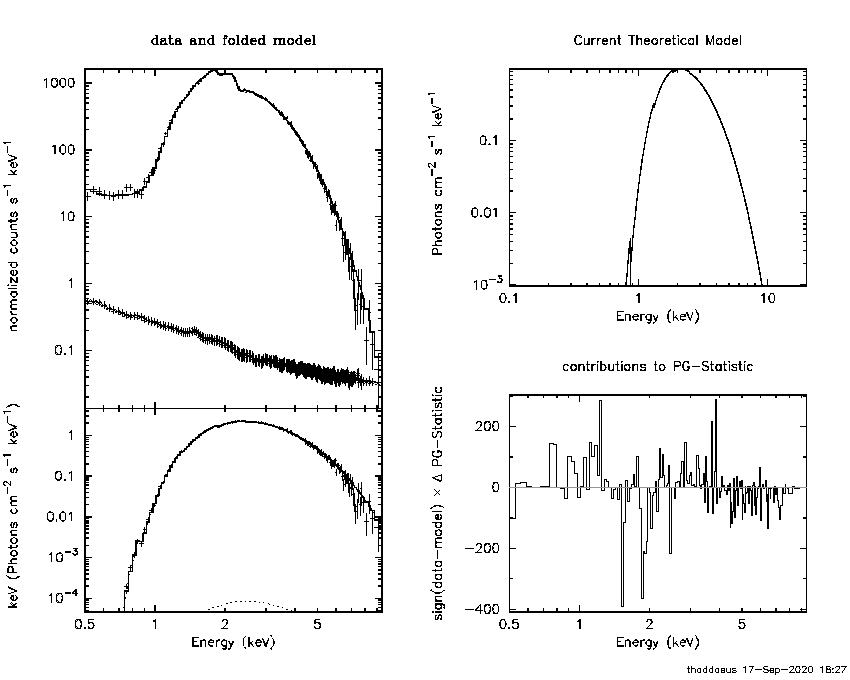 data and folded model
normalized counts s⁻¹ keV⁻¹
1000
100
10
1
0.1
keV (Photons cm⁻² s⁻¹ keV⁻¹)
1
0.1
0.01
10⁻³
10⁻⁴
0.5 1 2 5
Energy (keV)
Current Theoretical Model
Photons cm⁻² s⁻¹ keV⁻¹
0.1
0.01
10⁻³
0.1 1 10
Energy (keV)
contributions to PG−Statistic
sign(data−model) × Δ PG−Statistic
200
0
−200
−400
0.5 1 2 5
Energy (keV)
thaddaeus 17−Sep−2020 18:27